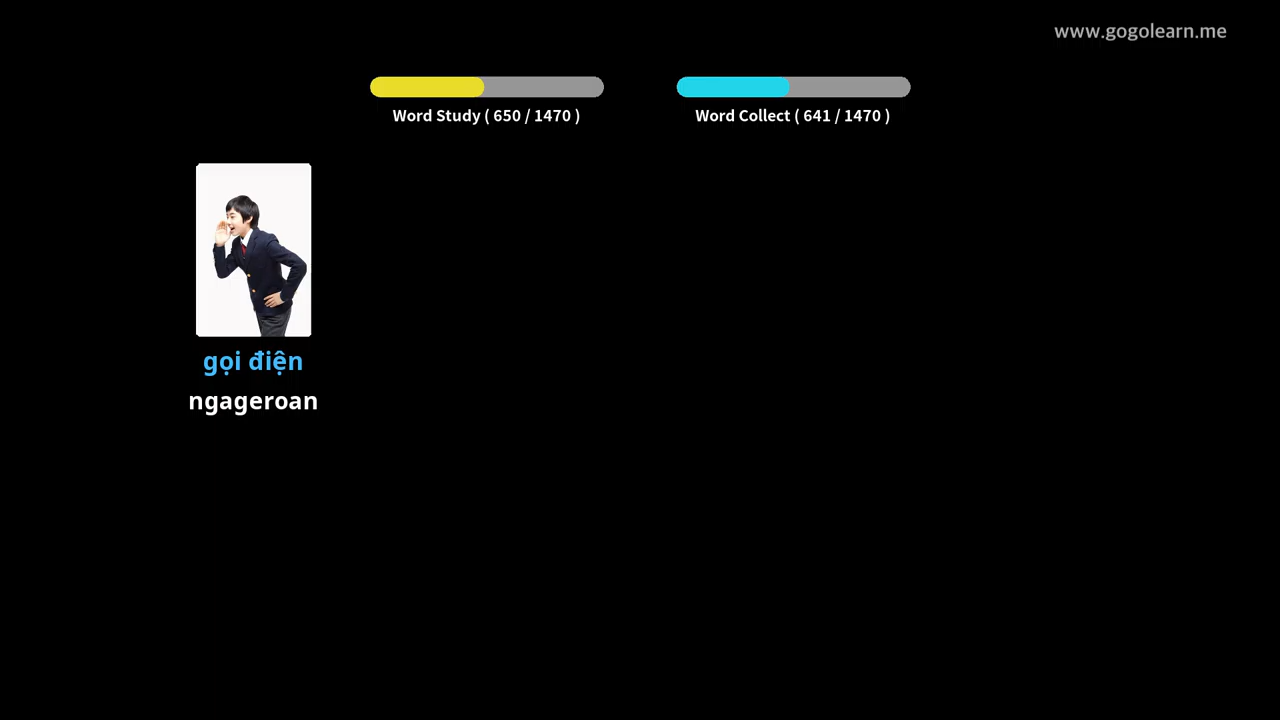 www.gogolearn.me
Word Study ( 650 / 1470 )
Word Collect ( 641 / 1470 )
gọi điện
ngageroan